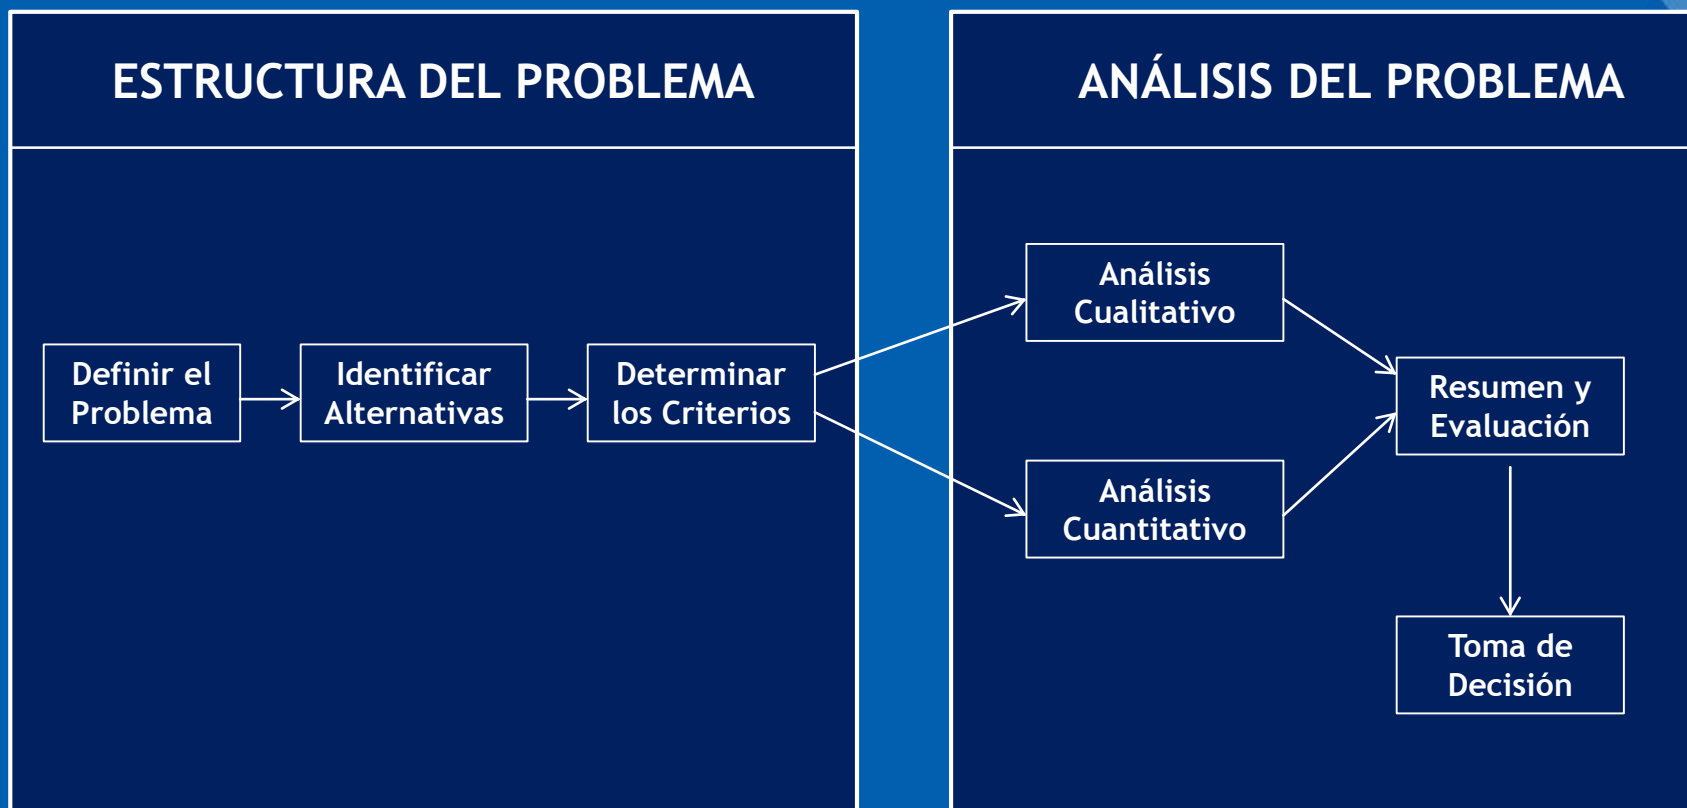 ESTRUCTURA DEL PROBLEMA
Definir el
Problema
Identificar
Alternativas
Determinar
los Criterios
ANÁLISIS DEL PROBLEMA
Análisis
Cualitativo
Análisis
Cuantitativo
Resumen y
Evaluación
Toma de
Decisión